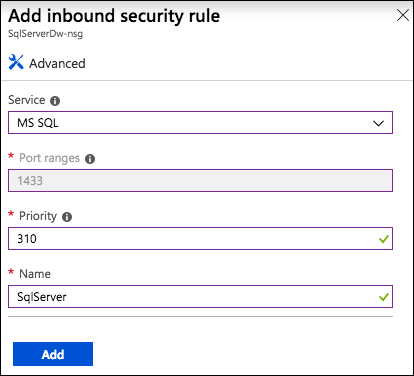 Add inbound security rule
SqlServerDw-nsg
Advanced
Service
MS SQL
* Port ranges
1433
* Priority
310
* Name
SqlServer
Add